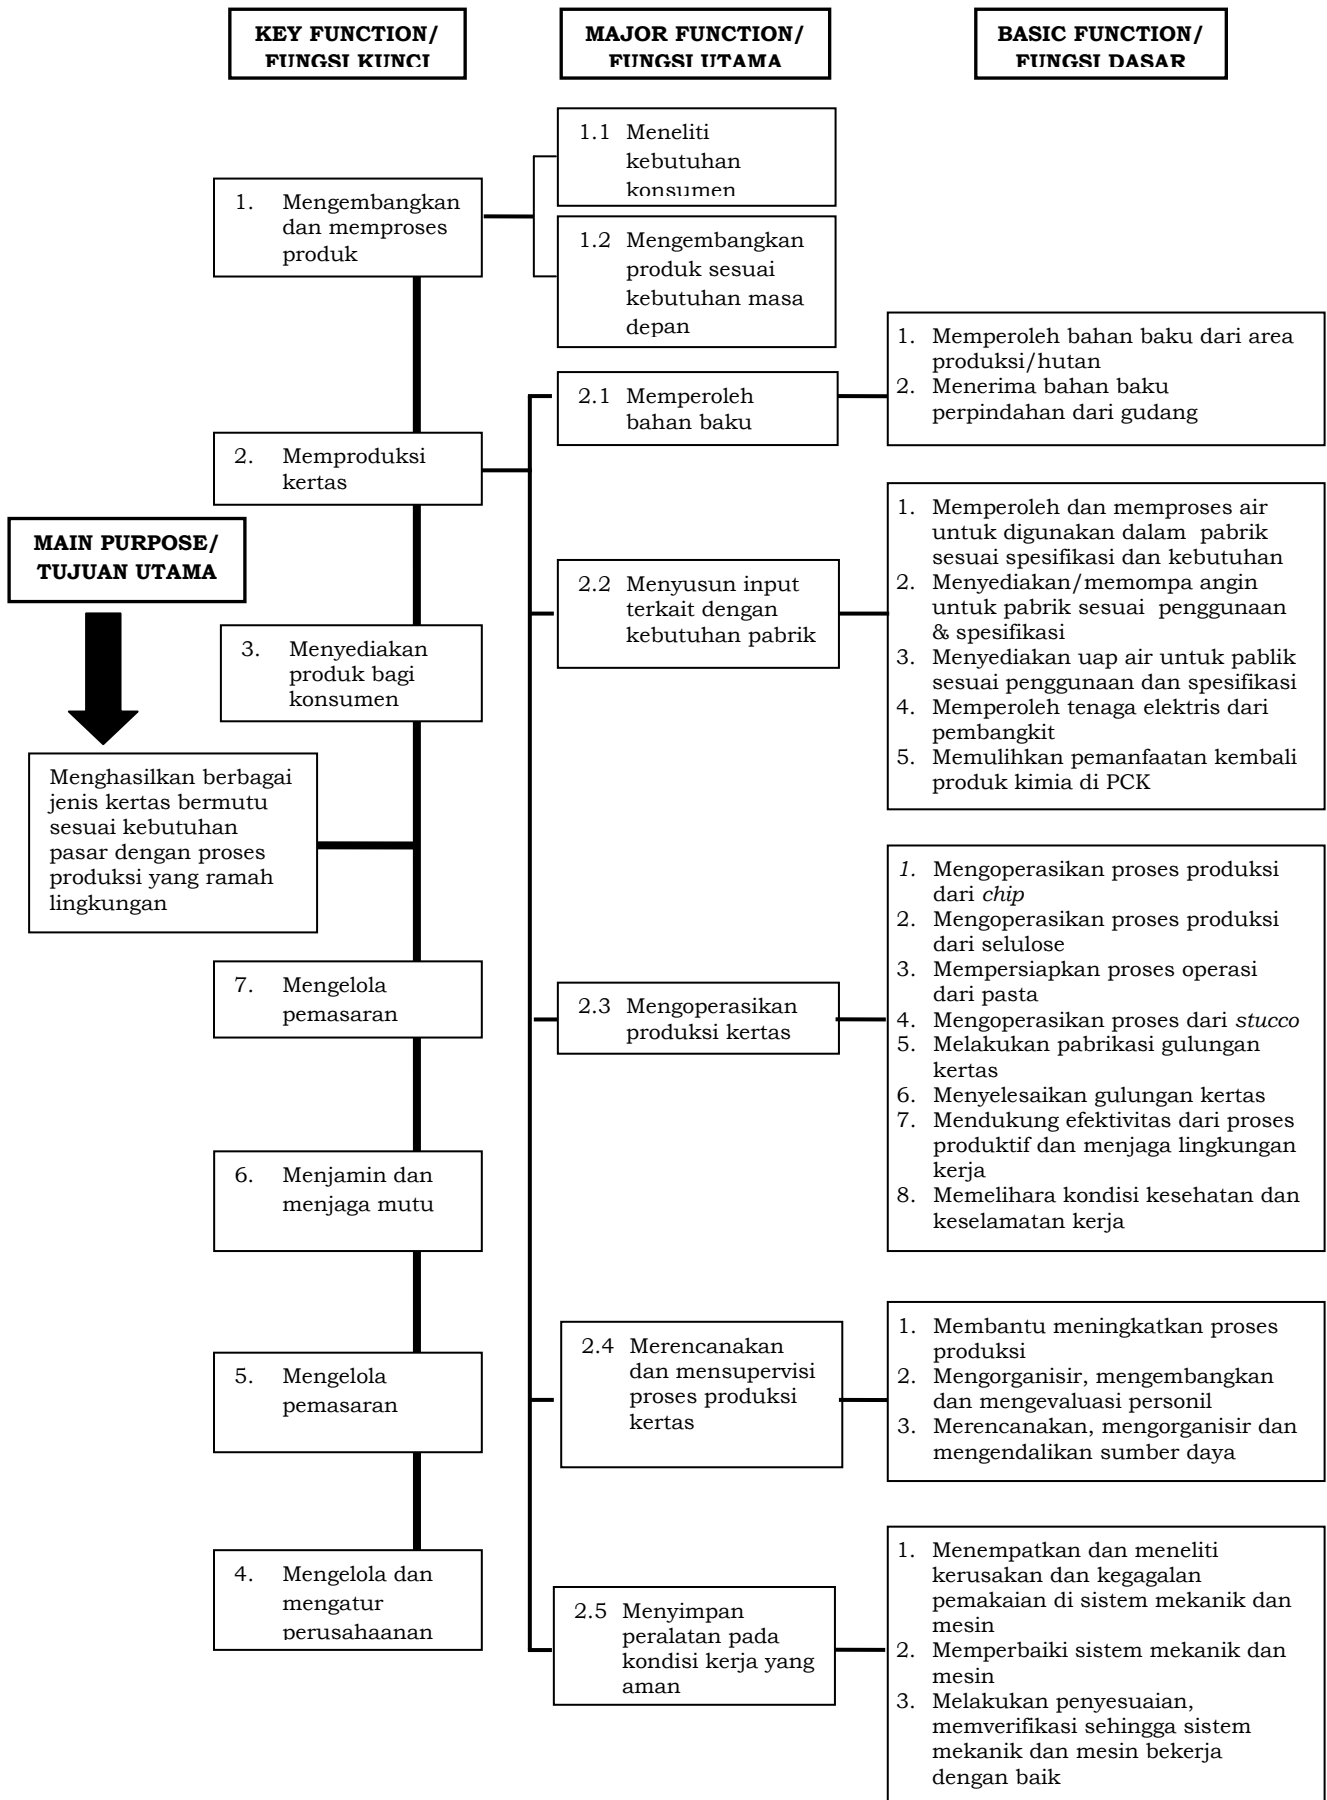 KEY FUNCTION/
FUNGSI KUNCI
MAJOR FUNCTION/
FUNGSI UTAMA
BASIC FUNCTION/
FUNGSI DASAR
MAIN PURPOSE/
TUJUAN UTAMA
Menghasilkan berbagai
jenis kertas bermutu
sesuai kebutuhan
pasar dengan proses
produksi yang ramah
lingkungan
1. Mengembangkan
dan memproses
produk
2. Memproduksi
kertas
3. Menyediakan
produk bagi
konsumen
7. Mengelola
pemasaran
6. Menjamin dan
menjaga mutu
5. Mengelola
pemasaran
4. Mengelola dan
mengatur
perusahaanan
1.1 Meneliti
kebutuhan
konsumen
1.2 Mengembangkan
produk sesuai
kebutuhan masa
depan
2.1 Memperoleh
bahan baku
2.2 Menyusun input
terkait dengan
kebutuhan pabrik
2.3 Mengoperasikan
produksi kertas
2.4 Merencanakan
dan mensupervisi
proses produksi
kertas
2.5 Menyimpan
peralatan pada
kondisi kerja yang
aman
1. Memperoleh bahan baku dari area
produksi/hutan
2. Menerima bahan baku
perpindahan dari gudang
1. Memperoleh dan memproses air
untuk digunakan dalam pabrik
sesuai spesifikasi dan kebutuhan
2. Menyediakan/memompa angin
untuk pabrik sesuai penggunaan
& spesifikasi
3. Menyediakan uap air untuk pablik
sesuai penggunaan dan spesifikasi
4. Memperoleh tenaga elektris dari
pembangkit
5. Memulihkan pemanfaatan kembali
produk kimia di PCK
1. Mengoperasikan proses produksi
dari chip
2. Mengoperasikan proses produksi
dari selulose
3. Mempersiapkan proses operasi
dari pasta
4. Mengoperasikan proses dari stucco
5. Melakukan pabrikasi gulungan
kertas
6. Menyelesaikan gulungan kertas
7. Mendukung efektivitas dari proses
produktif dan menjaga lingkungan
kerja
8. Memelihara kondisi kesehatan dan
keselamatan kerja
1. Membantu meningkatkan proses
produksi
2. Mengorganisir, mengembangkan
dan mengevaluasi personil
3. Merencanakan, mengorganisir dan
mengendalikan sumber daya
1. Menempatkan dan meneliti
kerusakan dan kegagalan
pemakaian di sistem mekanik dan
mesin
2. Memperbaiki sistem mekanik dan
mesin
3. Melakukan penyesuaian,
memverifikasi sehingga sistem
mekanik dan mesin bekerja
dengan baik